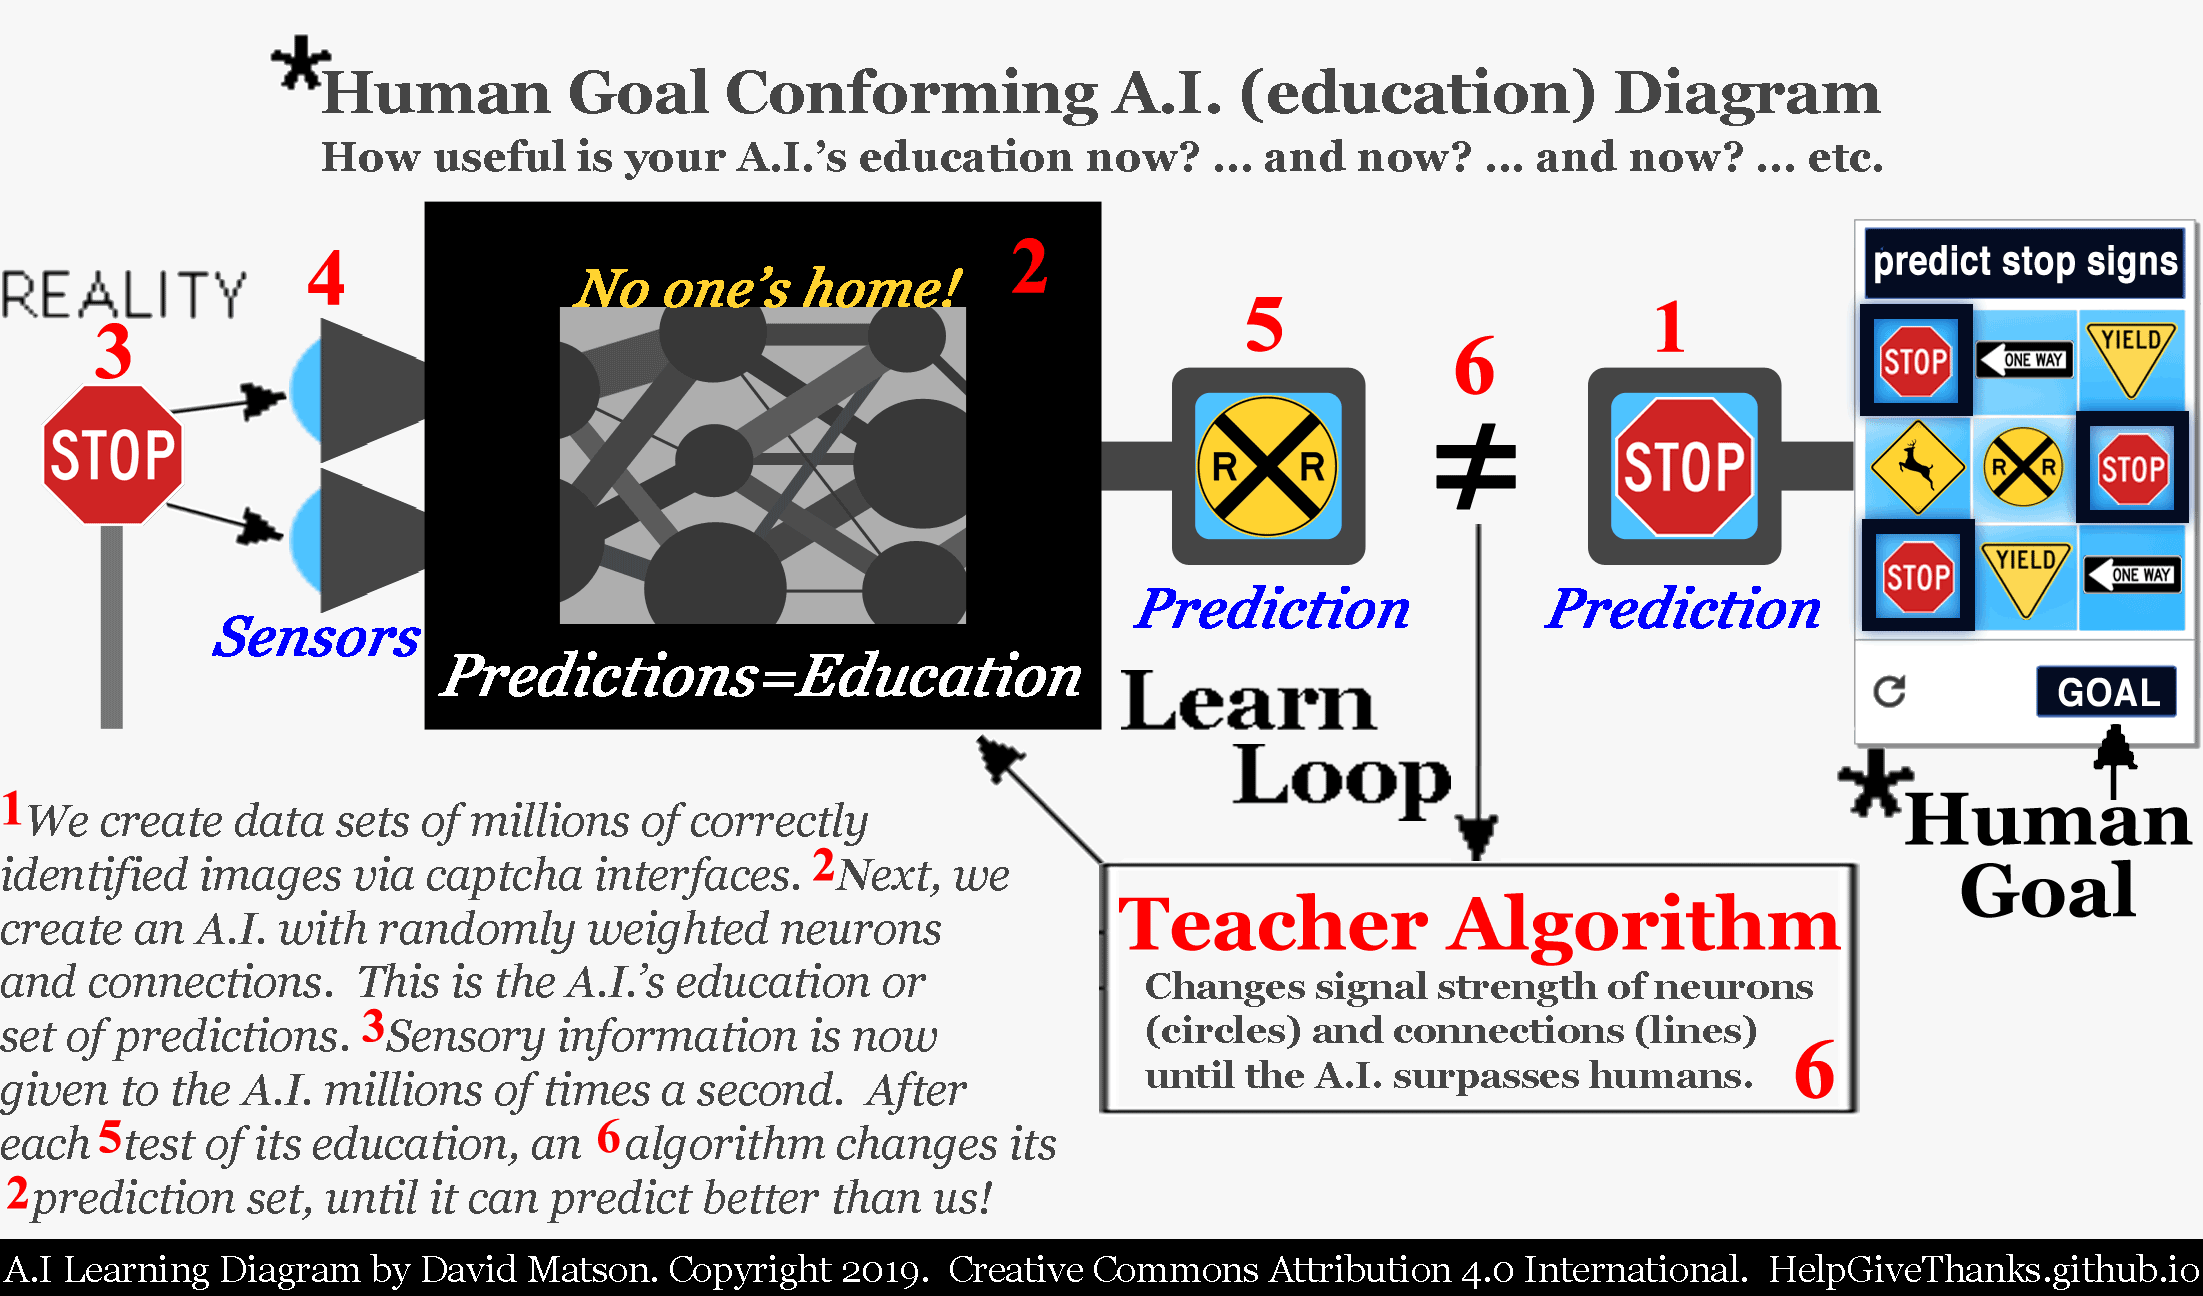 *Human Goal Conforming A.I. (education) Diagram
How useful is your A.I.'s education now? ... and now? ... and now? ... etc.
REALITY
3
STOP
4
Sensors
No one's home!
2
Predictions=Education
5
R R
Prediction
6
≠
1
STOP
Prediction
predict stop signs
STOP
ONE WAY
YIELD
R R
STOP
STOP
YIELD
ONE WAY
GOAL
*Human
Goal
Learn
Loop
Teacher Algorithm
Changes signal strength of neurons
(circles) and connections (lines)
until the A.I. surpasses humans.
6
1We create data sets of millions of correctly
identified images via captcha interfaces. 2Next, we
create an A.I. with randomly weighted neurons
and connections.  This is the A.I.'s education or
set of predictions. 3Sensory information is now
given to the A.I. millions of times a second.  After
each 5test of its education, an 6algorithm changes its
2prediction set, until it can predict better than us!
A.I Learning Diagram by David Matson. Copyright 2019.  Creative Commons Attribution 4.0 International.  HelpGiveThanks.github.io